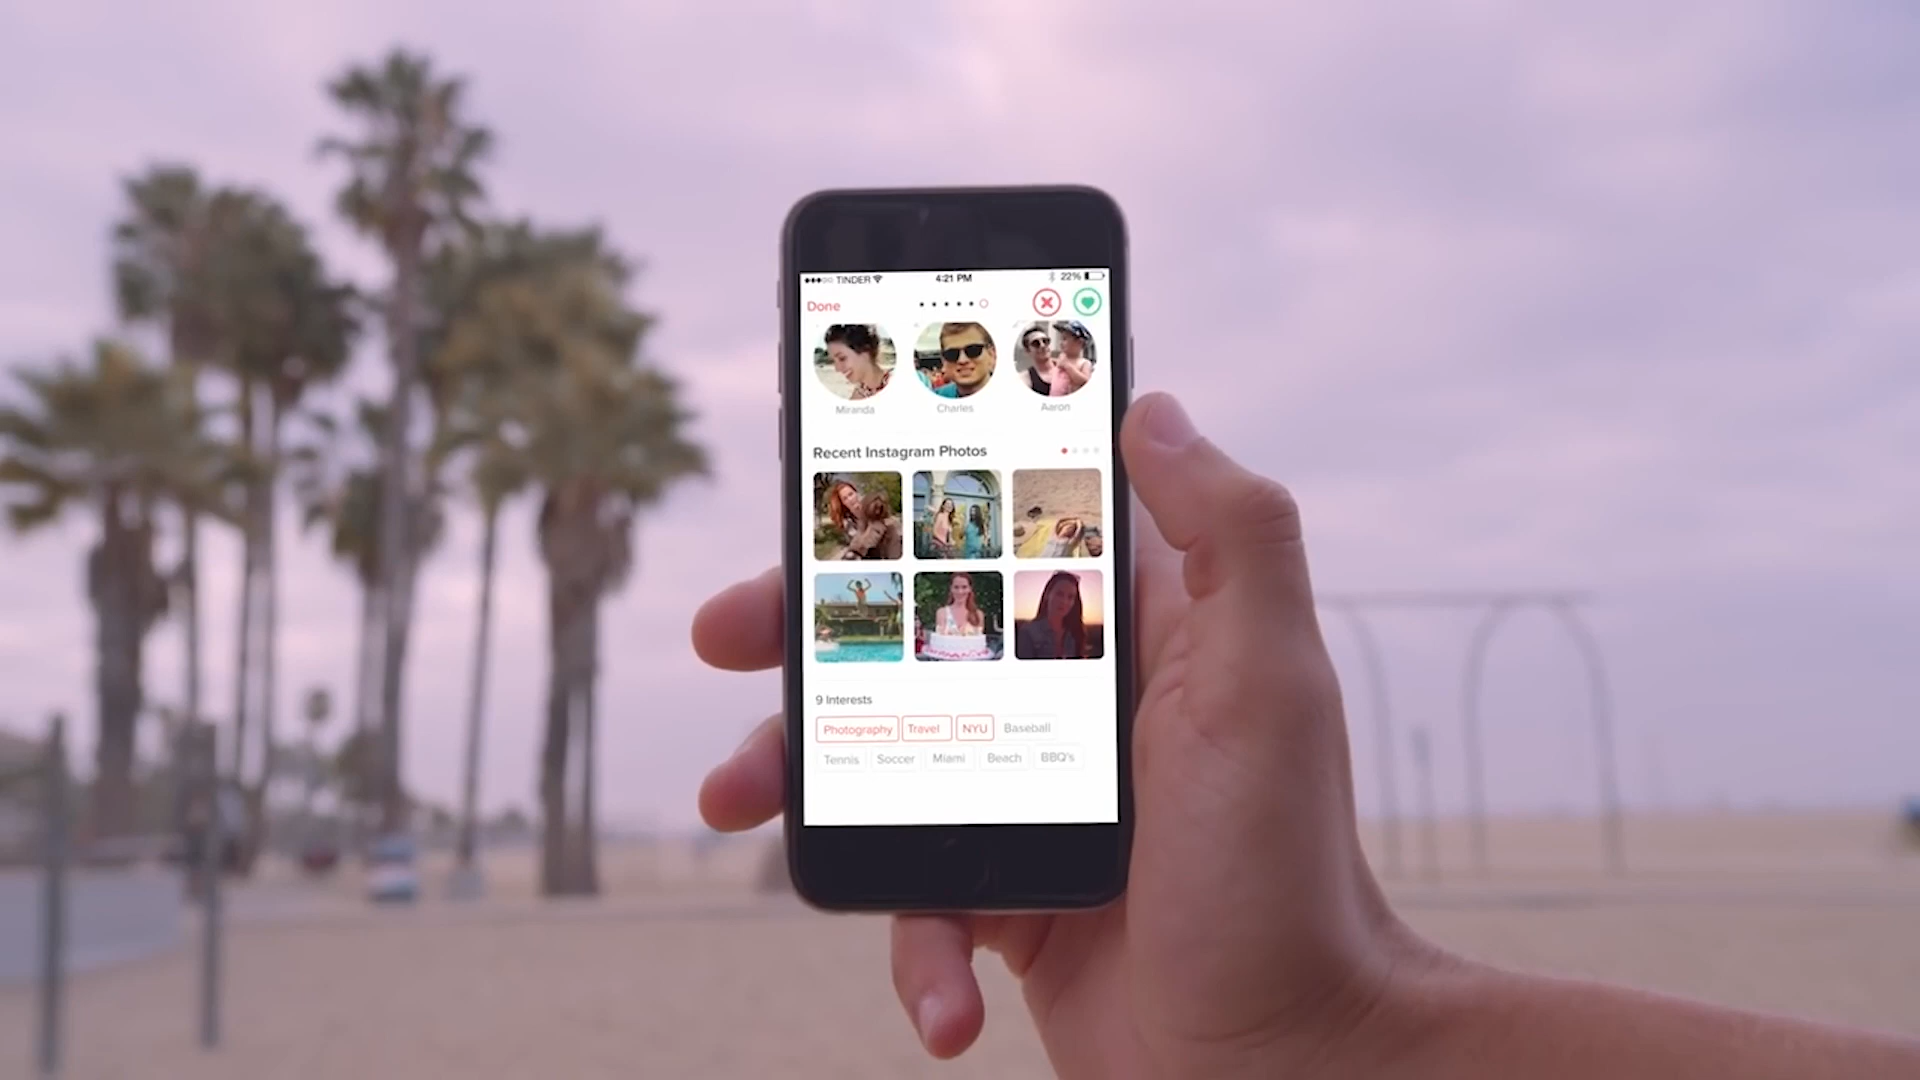 TINDER 4:21 PM 22%
Done
Miranda Charles Aaron
Recent Instagram Photos
9 Interests
Photography Travel NYU Baseball
Tennis Soccer Miami Beach BBQ's